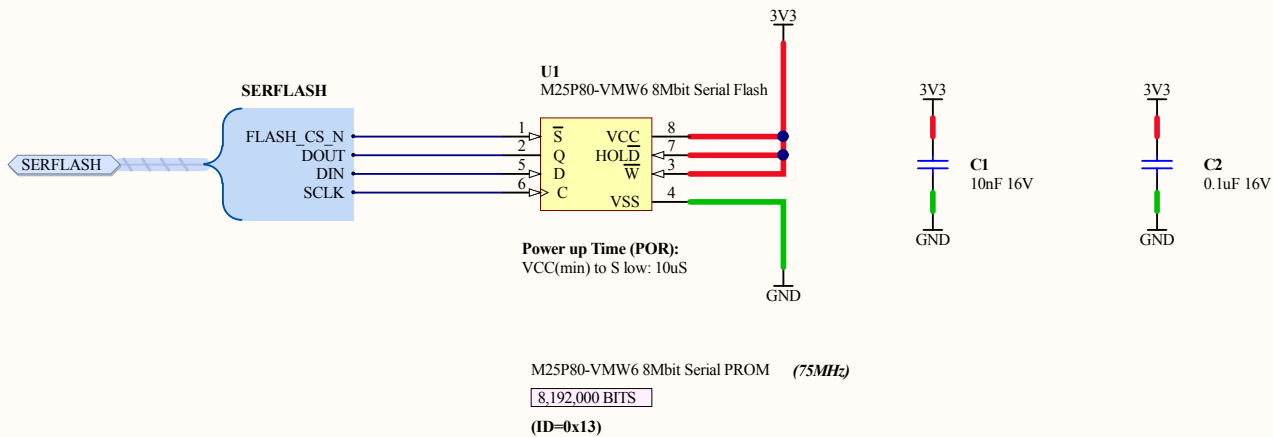 3V3
U1
M25P80-VMW6 8Mbit Serial Flash
SERFLASH
3V3
3V3
FLASH_CS_N
1
S
VCC
8
DOUT
2
Q
HOLD
7
SERFLASH
DIN
5
D
W
3
C1
C2
SCLK
6
C
10nF 16V
0.1uF 16V
VSS
4
Power up Time (POR):
VCC(min) to S low: 10uS
GND
GND
GND
M25P80-VMW6 8Mbit Serial PROM (75MHz)
8,192,000 BITS
(ID=0x13)